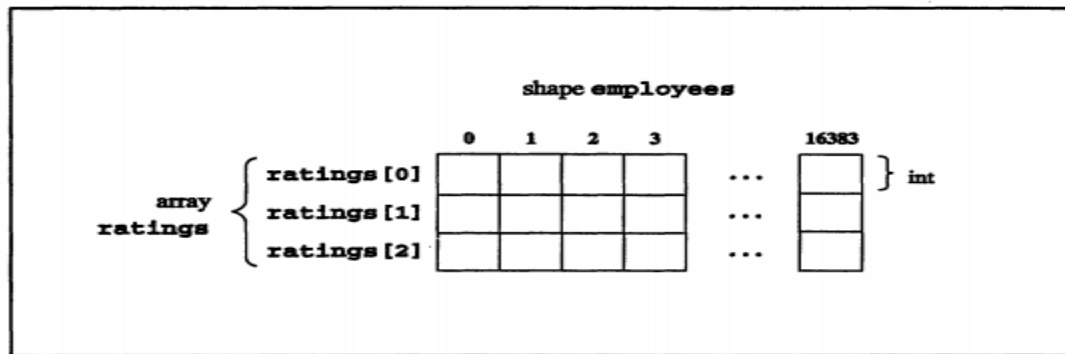 shape employees
0 1 2 3 16383
ratings[0] ... int
array ratings[1] ...
ratings
ratings[2] ...